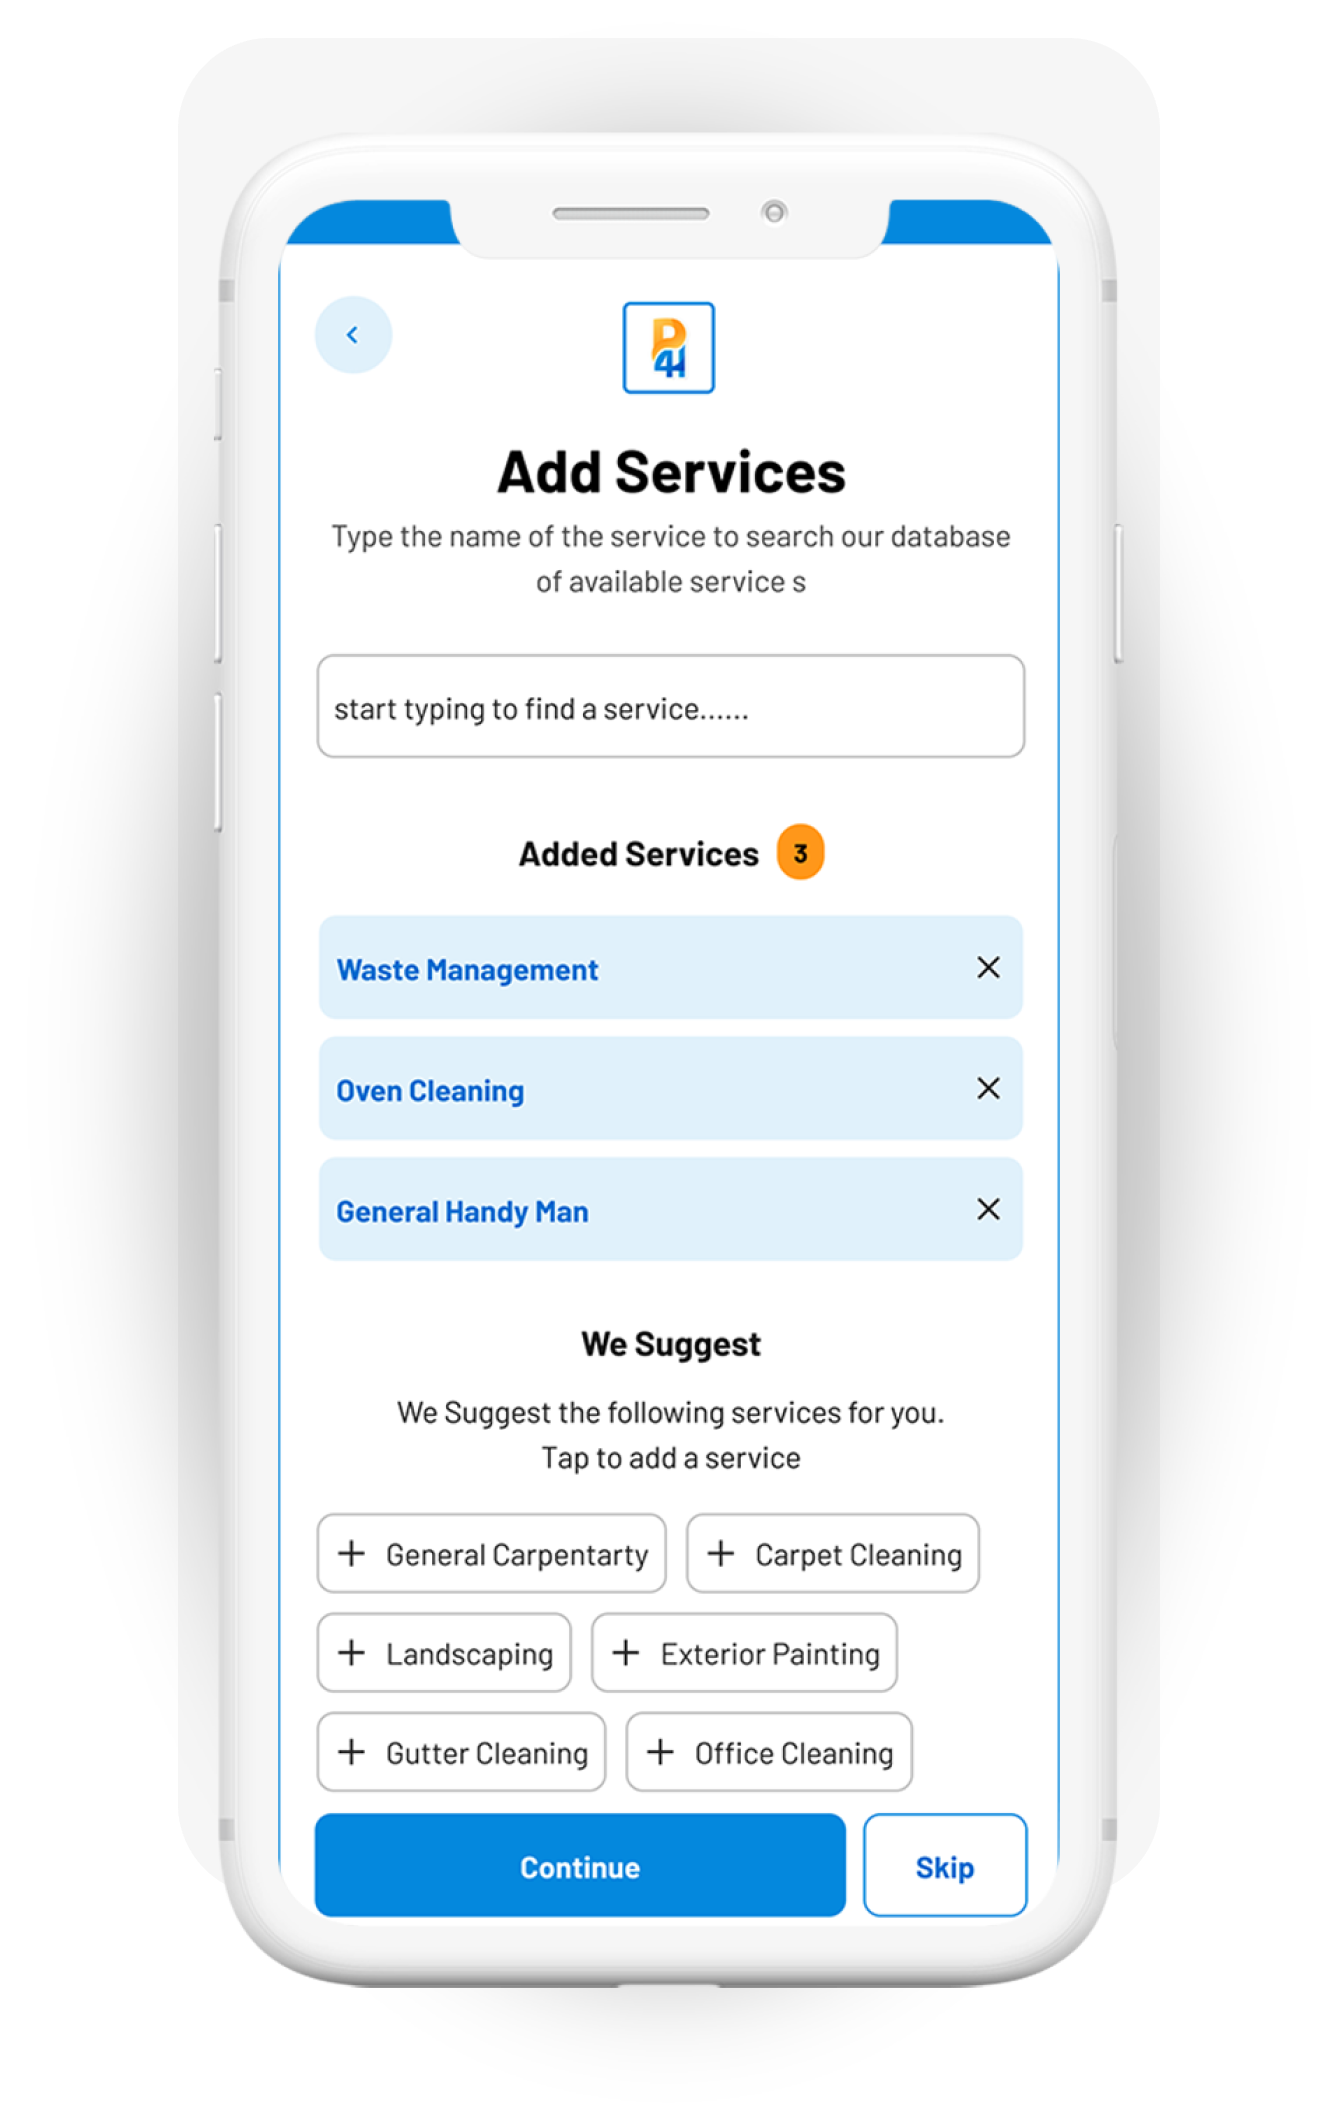 P4H
Add Services
Type the name of the service to search our database
of available service s
start typing to find a service......
Added Services 3
Waste Management
Oven Cleaning
General Handy Man
We Suggest
We Suggest the following services for you.
Tap to add a service
General Carpentarty
Carpet Cleaning
Landscaping
Exterior Painting
Gutter Cleaning
Office Cleaning
Continue
Skip